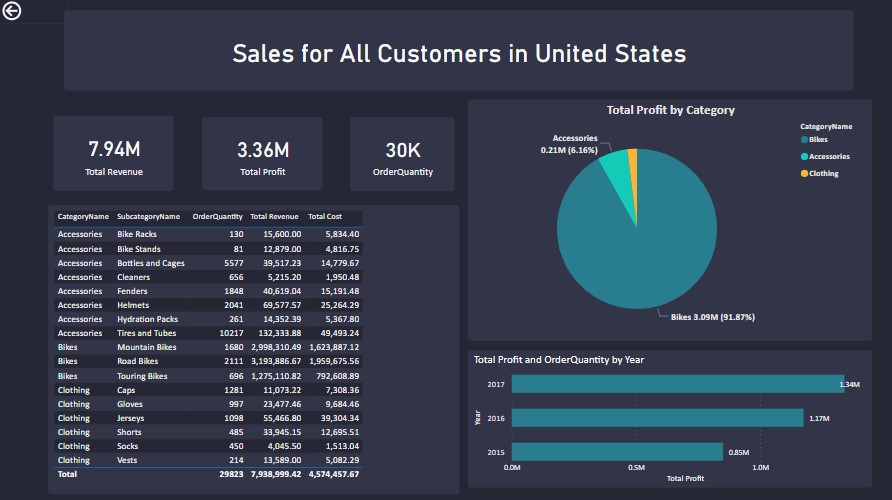 Sales for All Customers in United States
7.94M
Total Revenue
3.36M
Total Profit
30K
OrderQuantity
CategoryName SubcategoryName OrderQuantity Total Revenue Total Cost
Accessories Bike Racks 130 15,600.00 5,834.40
Accessories Bike Stands 81 12,879.00 4,816.75
Accessories Bottles and Cages 5577 39,517.23 14,779.67
Accessories Cleaners 656 5,215.20 1,950.48
Accessories Fenders 1848 40,619.04 15,191.48
Accessories Helmets 2041 69,577.57 25,264.29
Accessories Hydration Packs 261 14,352.39 5,367.80
Accessories Tires and Tubes 10217 132,333.88 49,493.24
Bikes Mountain Bikes 1680 2,998,310.49 1,623,887.12
Bikes Road Bikes 2111 3,193,886.67 1,959,675.56
Bikes Touring Bikes 696 1,275,110.82 792,608.89
Clothing Caps 1281 11,073.22 7,308.36
Clothing Gloves 997 23,477.46 9,684.46
Clothing Jerseys 1098 55,466.80 39,304.34
Clothing Shorts 485 33,945.15 12,695.51
Clothing Socks 450 4,045.50 1,513.04
Clothing Vests 214 13,589.00 5,082.29
Total 29823 7,938,999.42 4,574,457.67
Total Profit by Category
Accessories
0.21M (6.16%)
Bikes 3.09M (91.87%)
CategoryName
Bikes
Accessories
Clothing
Total Profit and OrderQuantity by Year
Year
2017 1.34M
2016 1.17M
2015 0.85M
0.0M 0.5M 1.0M
Total Profit